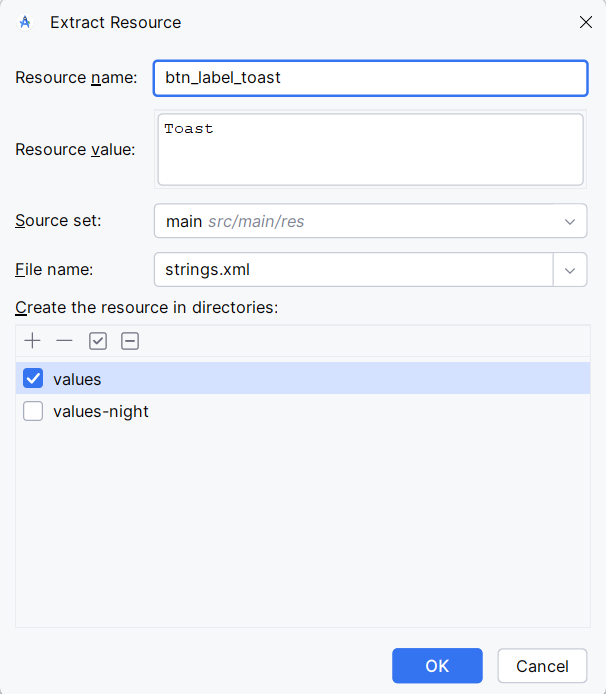 Extract Resource
Resource name: btn_label_toast
Resource value: Toast
Source set: main src/main/res
File name: strings.xml
Create the resource in directories:
values
values-night
OK Cancel